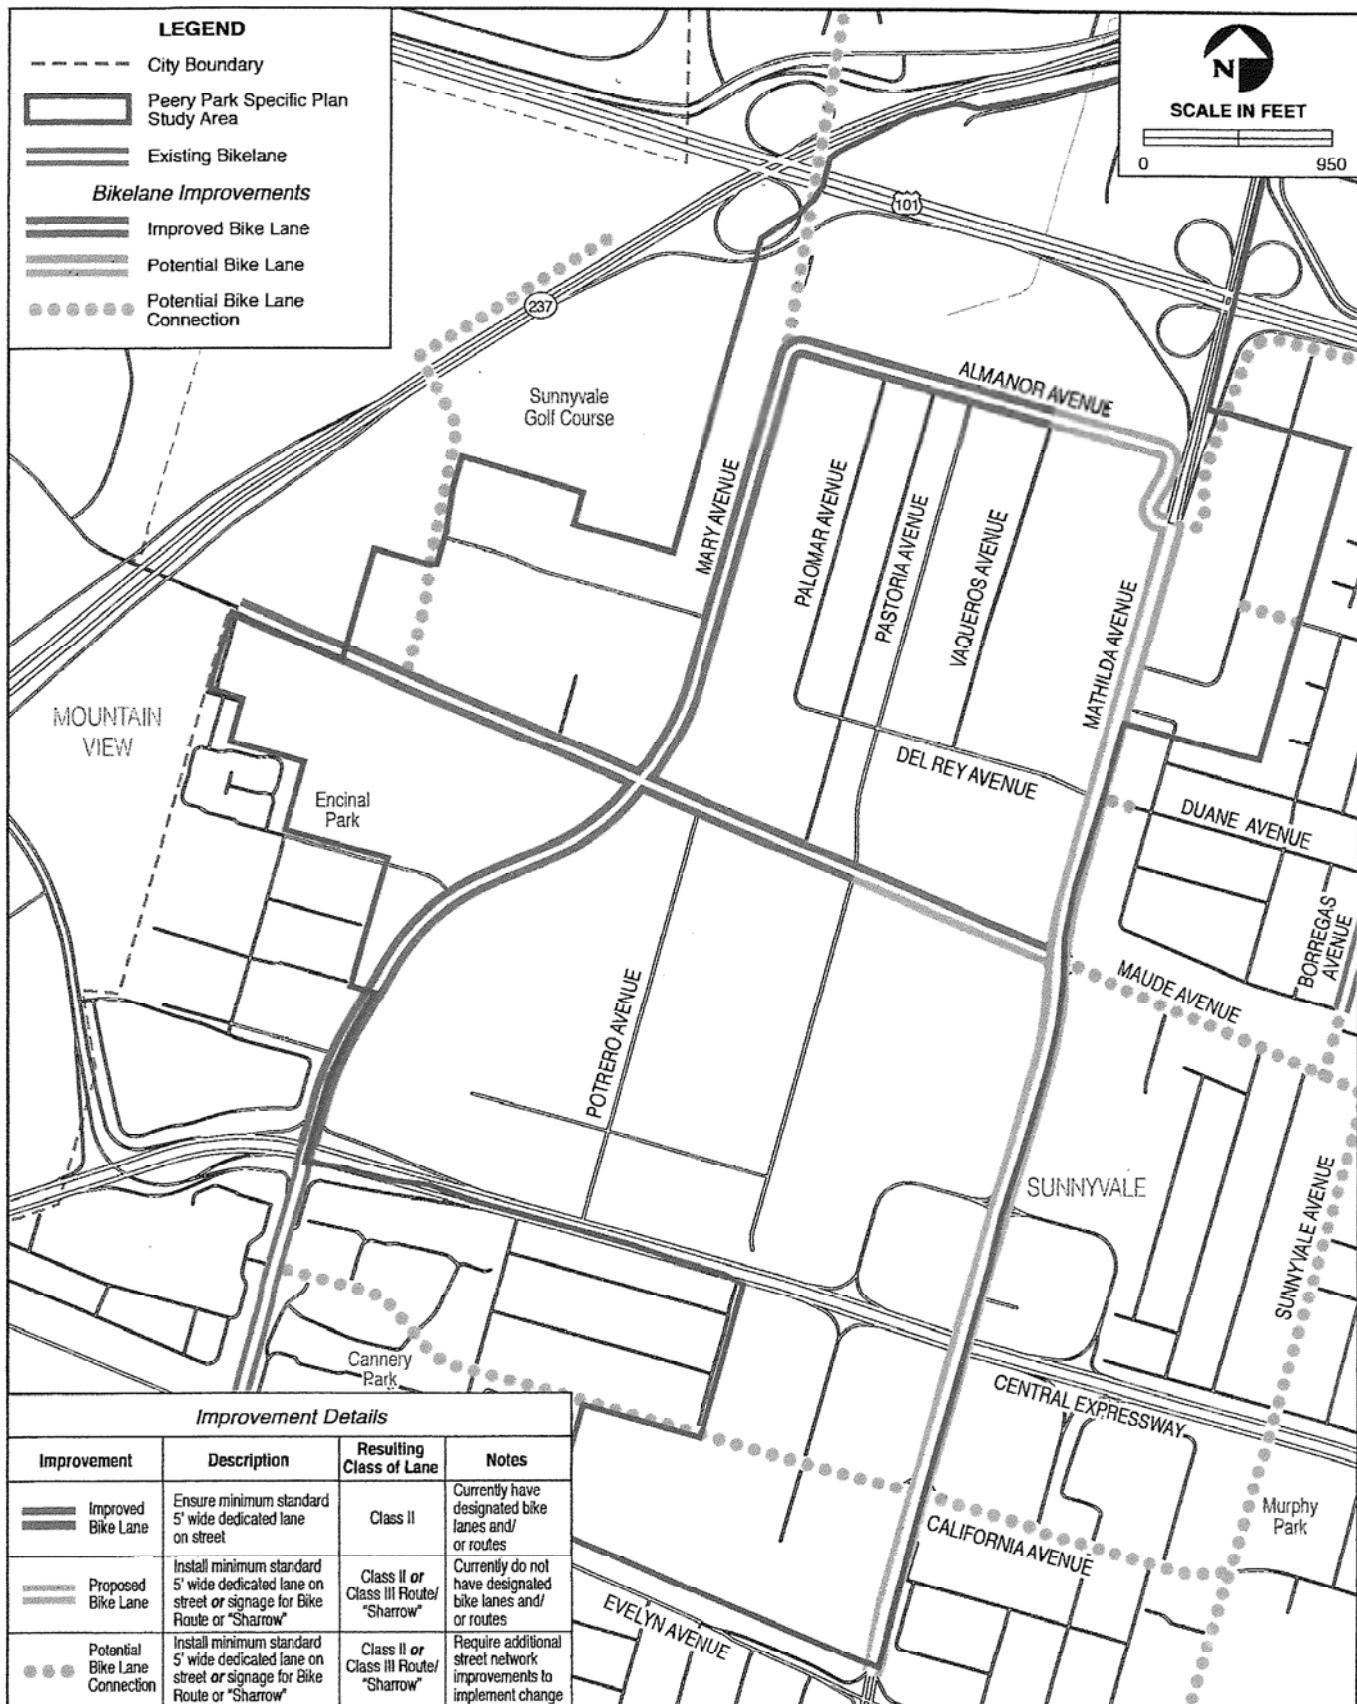 LEGEND
City Boundary
Peery Park Specific Plan
Study Area
Existing Bikelane
Bikelane Improvements
Improved Bike Lane
Potential Bike Lane
Potential Bike Lane
Connection
N
SCALE IN FEET
0 950
101
237
Sunnyvale
Golf Course
ALMANOR AVENUE
MARY AVENUE
PALOMAR AVENUE
PASTORIA AVENUE
VAQUEROS AVENUE
MATHILDA AVENUE
MOUNTAIN
VIEW
DEL REY AVENUE
Encinal
Park
DUANE AVENUE
BORREGAS
AVENUE
MAUDE AVENUE
POTRERO AVENUE
SUNNYVALE
SUNNYVALE AVENUE
Cannery
Park
CENTRAL EXPRESSWAY
Murphy
Park
CALIFORNIA AVENUE
EVELYN AVENUE
Improvement Details
Improvement Description Resulting Class of Lane Notes
Improved
Bike Lane
Ensure minimum standard
5' wide dedicated lane
on street
Class II
Currently have
designated bike
lanes and/
or routes
Proposed
Bike Lane
Install minimum standard
5' wide dedicated lane on
street or signage for Bike
Route or "Sharrow"
Class II or
Class III Route/
"Sharrow"
Currently do not
have designated
bike lanes and/
or routes
Potential
Bike Lane
Connection
Install minimum standard
5' wide dedicated lane on
street or signage for Bike
Route or "Sharrow"
Class II or
Class III Route/
"Sharrow"
Require additional
street network
improvements to
implement change